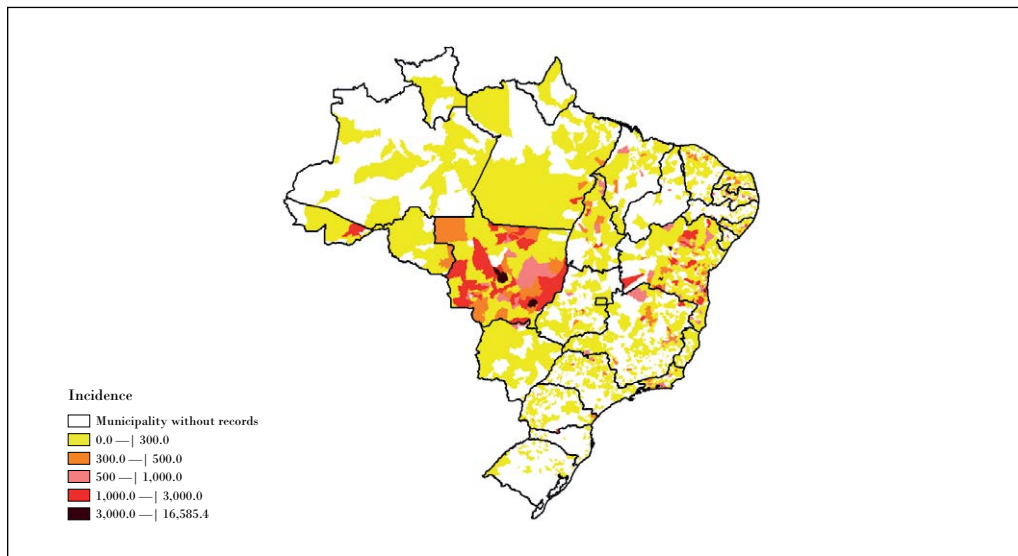 Incidence
Municipality without records
0.0 —| 300.0
300.0 —| 500.0
500 —| 1,000.0
1,000.0 —| 3,000.0
3,000.0 —| 16,585.4